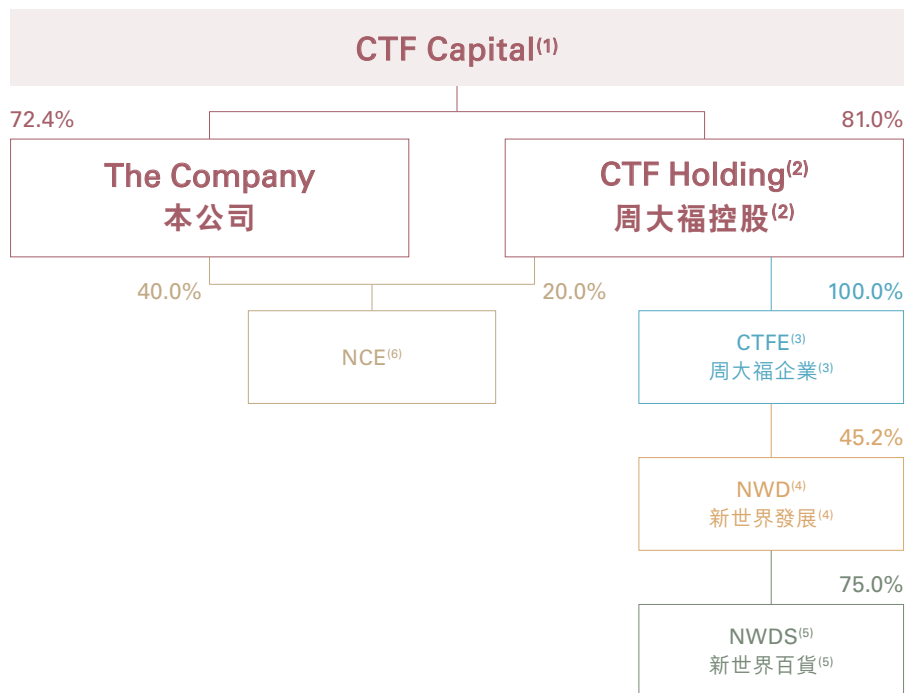 CTF Capital(1)
72.4%
81.0%
The Company
本公司
CTF Holding(2)
周大福控股(2)
40.0%
20.0%
100.0%
NCE(6)
CTFE(3)
周大福企業(3)
45.2%
NWD(4)
新世界發展(4)
75.0%
NWDS(5)
新世界百貨(5)